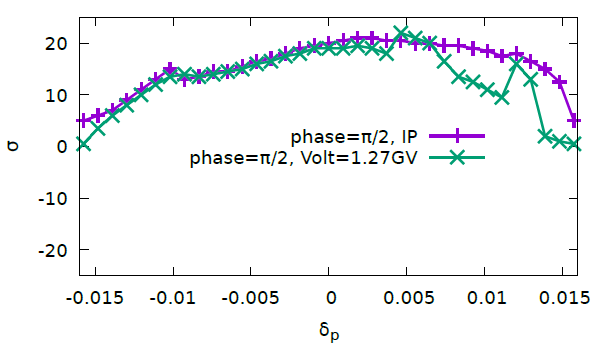 20
10
0
-10
-20
σ
phase=π/2, IP
phase=π/2, Volt=1.27GV
-0.015 -0.01 -0.005 0 0.005 0.01 0.015
δp